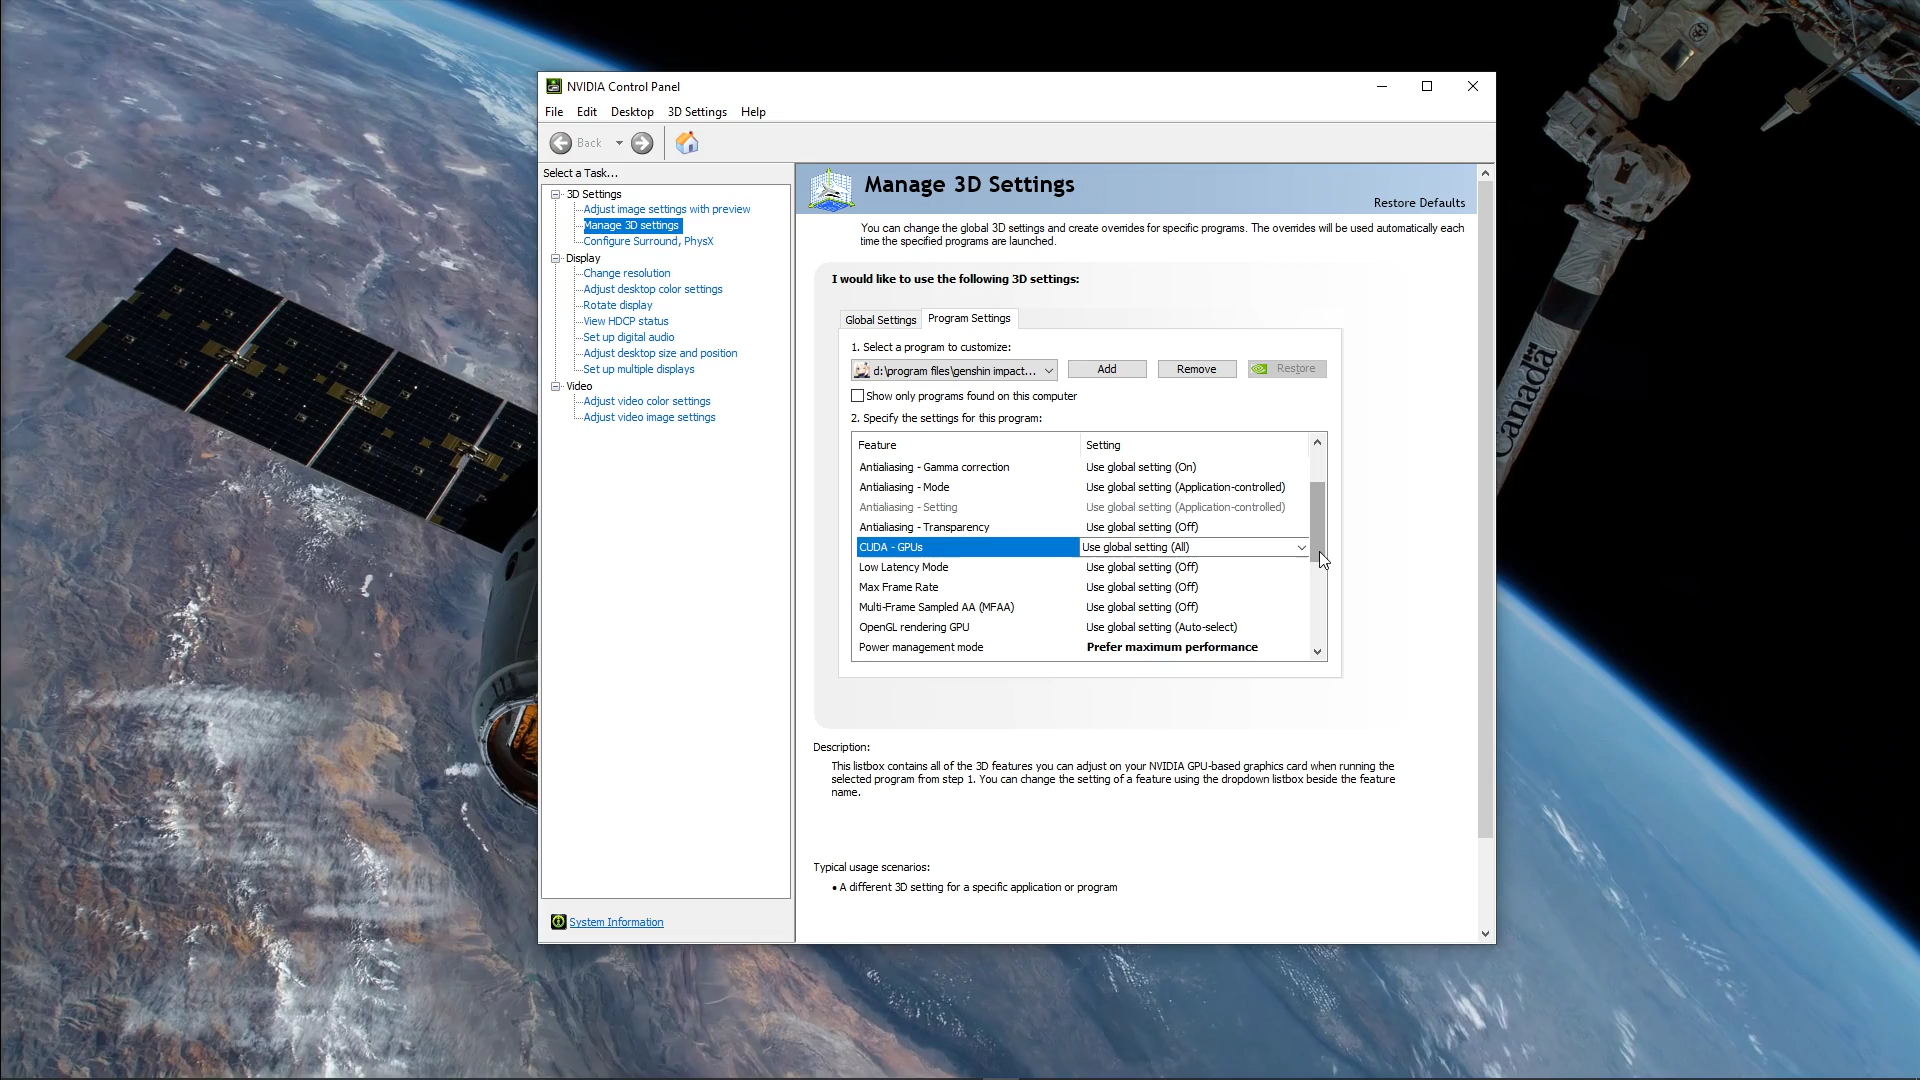 NVIDIA Control Panel
File Edit Desktop 3D Settings Help
Back
Select a Task...
3D Settings
Adjust image settings with preview
Manage 3D settings
Configure Surround, PhysX
Display
Change resolution
Adjust desktop color settings
Rotate display
View HDCP status
Set up digital audio
Adjust desktop size and position
Set up multiple displays
Video
Adjust video color settings
Adjust video image settings
System Information
Manage 3D Settings
Restore Defaults
You can change the global 3D settings and create overrides for specific programs. The overrides will be used automatically each
time the specified programs are launched.
I would like to use the following 3D settings:
Global Settings Program Settings
1. Select a program to customize:
d:\program files\genshin impact... Add Remove Restore
Show only programs found on this computer
2. Specify the settings for this program:
Feature Setting
Antialiasing - Gamma correction Use global setting (On)
Antialiasing - Mode Use global setting (Application-controlled)
Antialiasing - Setting Use global setting (Application-controlled)
Antialiasing - Transparency Use global setting (Off)
CUDA - GPUs Use global setting (All)
Low Latency Mode Use global setting (Off)
Max Frame Rate Use global setting (Off)
Multi-Frame Sampled AA (MFAA) Use global setting (Off)
OpenGL rendering GPU Use global setting (Auto-select)
Power management mode Prefer maximum performance
Description:
This listbox contains all of the 3D features you can adjust on your NVIDIA GPU-based graphics card when running the
selected program from step 1. You can change the setting of a feature using the dropdown listbox beside the feature
name.
Typical usage scenarios:
• A different 3D setting for a specific application or program
Canada